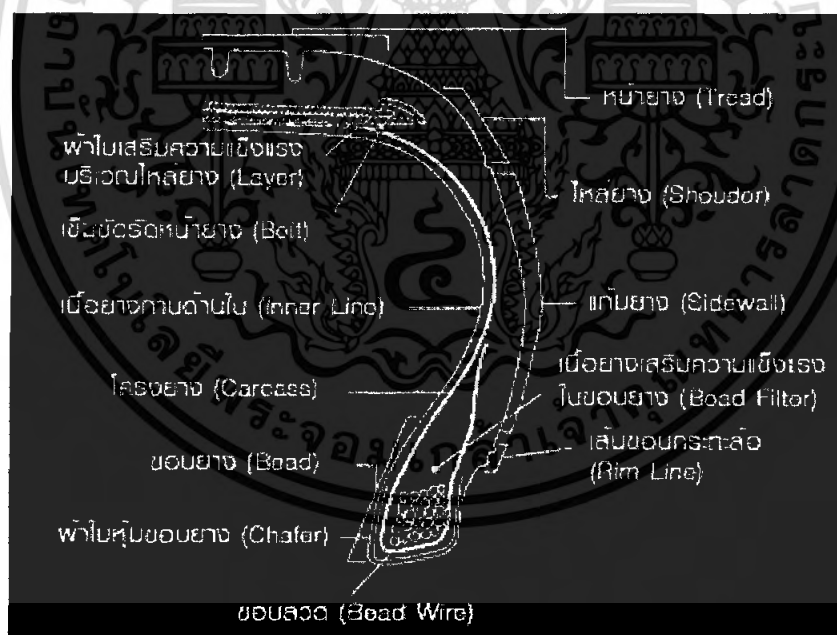 หน้ายาง (Tread)
ผ้าใบเสริมความแข็งแรง
บริเวณไหล่ยาง (Layer)
ไหล่ยาง (Shoudor)
เข็มขัดรัดหน้ายาง (Bolt)
เนื้อยางภายด้านใน (Inner Line)
แก้มยาง (Sidewall)
เนื้อยางเสริมความแข็งแรง
ในขอบยาง (Bead Filter)
โครงยาง (Carcass)
เส้นขอบกระทะล้อ
(Rim Line)
ขอบยาง (Bead)
ผ้าใบหุ้มขอบยาง (Chafer)
ขอบลวด (Bead Wire)